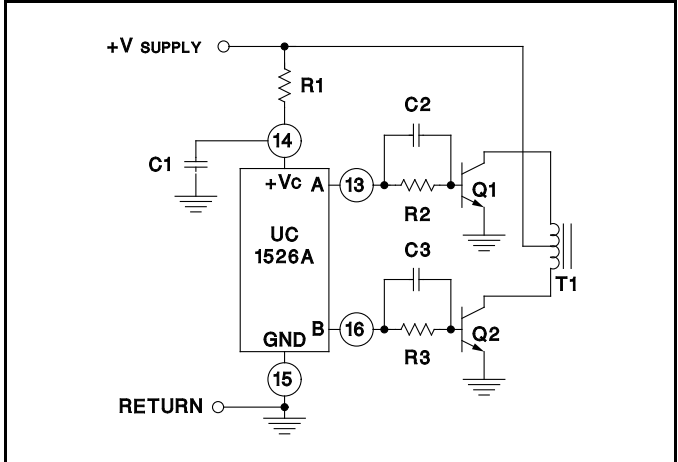 +V SUPPLY
R1
C2
14
C1
+Vc A 13
Q1
R2
UC
1526A
C3
T1
B 16
Q2
GND
R3
15
RETURN